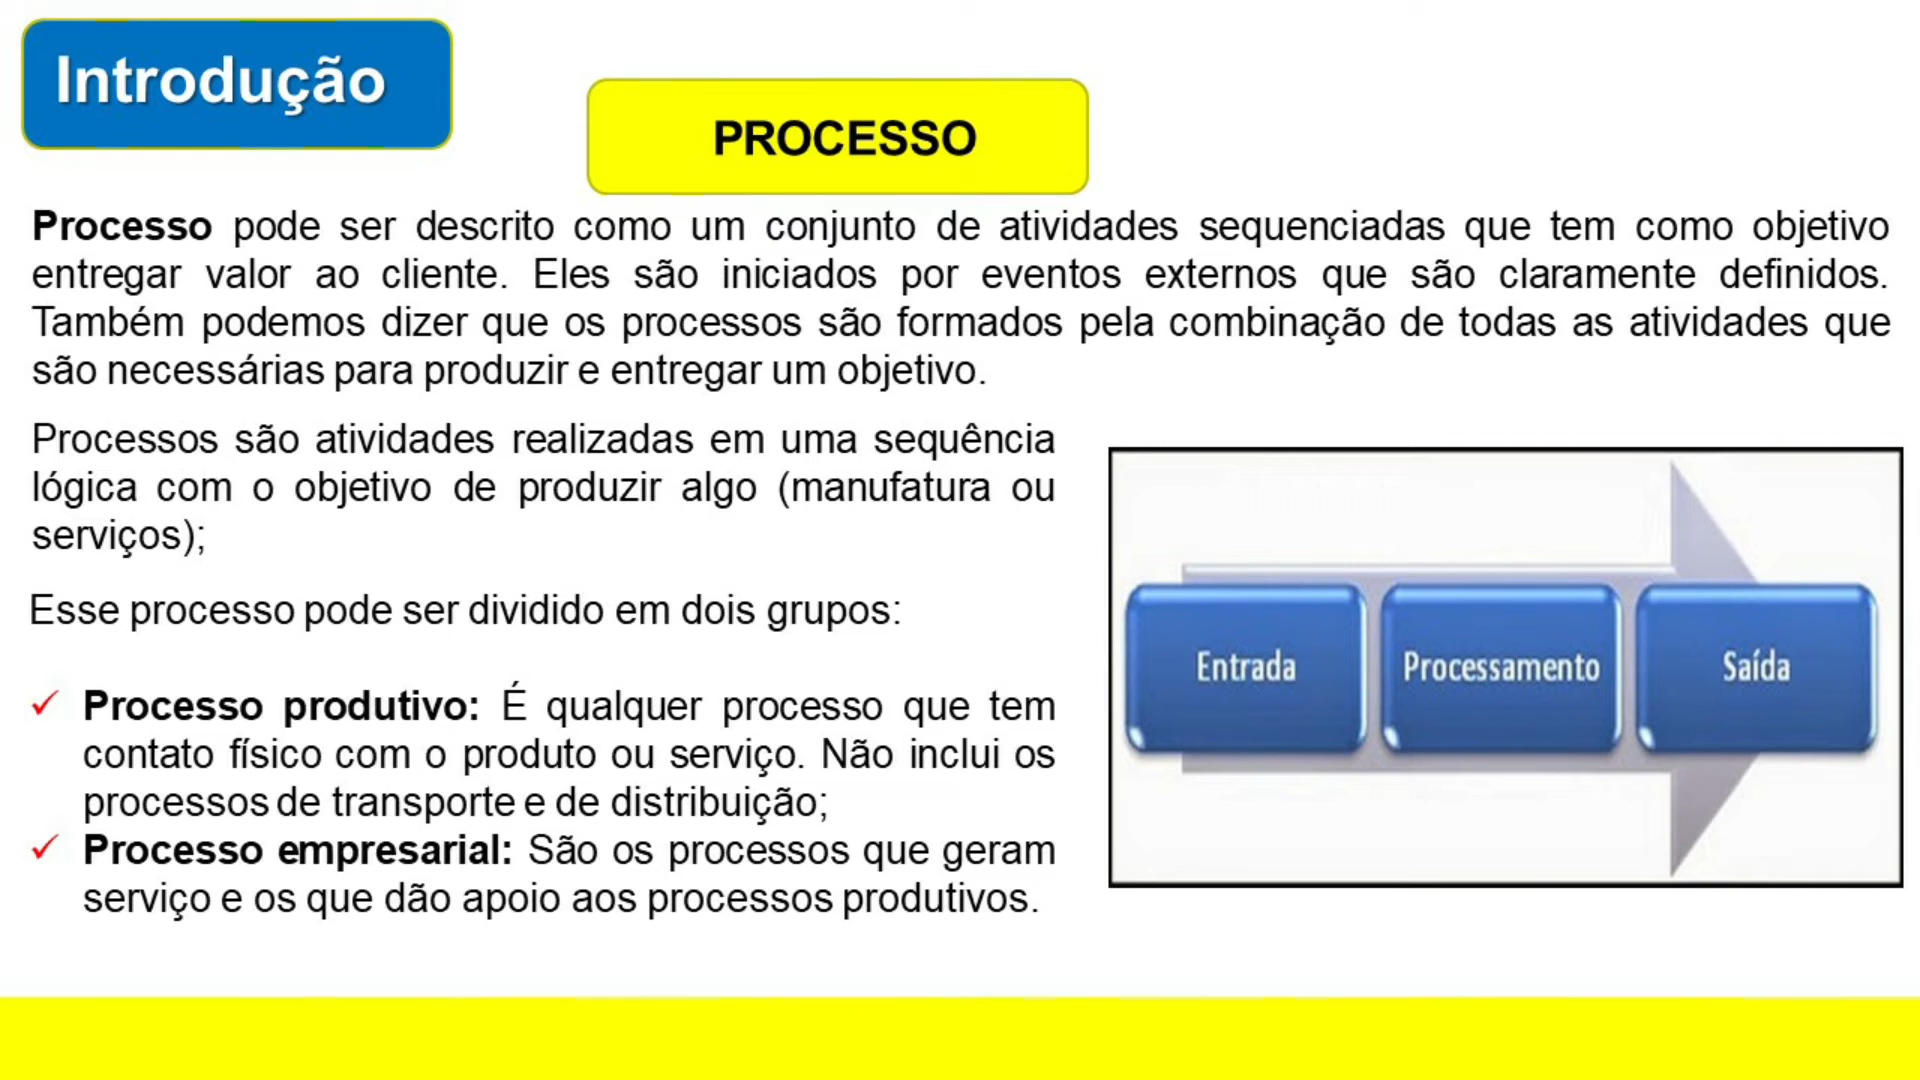 Introdução
PROCESSO
Processo pode ser descrito como um conjunto de atividades sequenciadas que tem como objetivo
entregar valor ao cliente. Eles são iniciados por eventos externos que são claramente definidos.
Também podemos dizer que os processos são formados pela combinação de todas as atividades que
são necessárias para produzir e entregar um objetivo.
Processos são atividades realizadas em uma sequência
lógica com o objetivo de produzir algo (manufatura ou
serviços);
Esse processo pode ser dividido em dois grupos:
✓ Processo produtivo: É qualquer processo que tem
contato físico com o produto ou serviço. Não inclui os
processos de transporte e de distribuição;
✓ Processo empresarial: São os processos que geram
serviço e os que dão apoio aos processos produtivos.
Entrada
Processamento
Saída